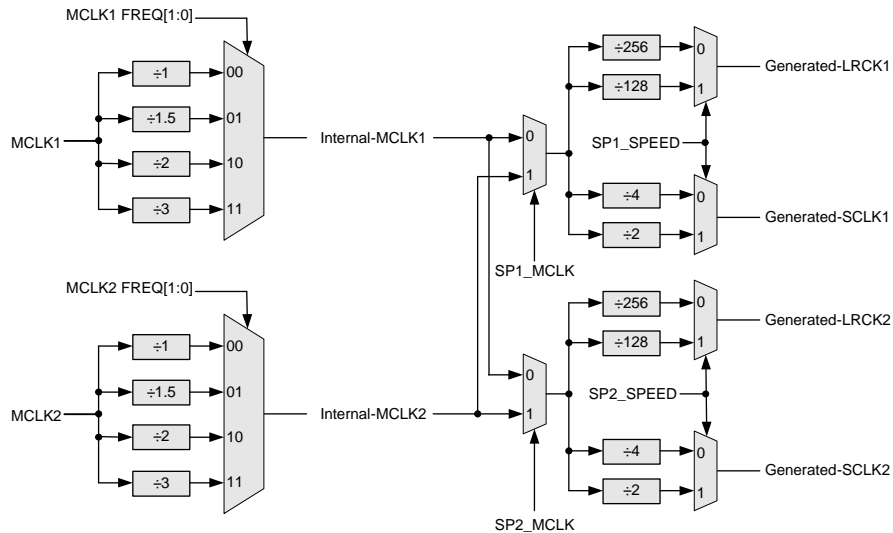 MCLK1 FREQ[1:0]
MCLK1
÷1
÷1.5
÷2
÷3
00
01
10
11
Internal-MCLK1
0
1
SP1_MCLK
÷256
÷128
0
1
Generated-LRCK1
SP1_SPEED
÷4
÷2
0
1
Generated-SCLK1
MCLK2 FREQ[1:0]
MCLK2
÷1
÷1.5
÷2
÷3
00
01
10
11
Internal-MCLK2
0
1
SP2_MCLK
÷256
÷128
0
1
Generated-LRCK2
SP2_SPEED
÷4
÷2
0
1
Generated-SCLK2